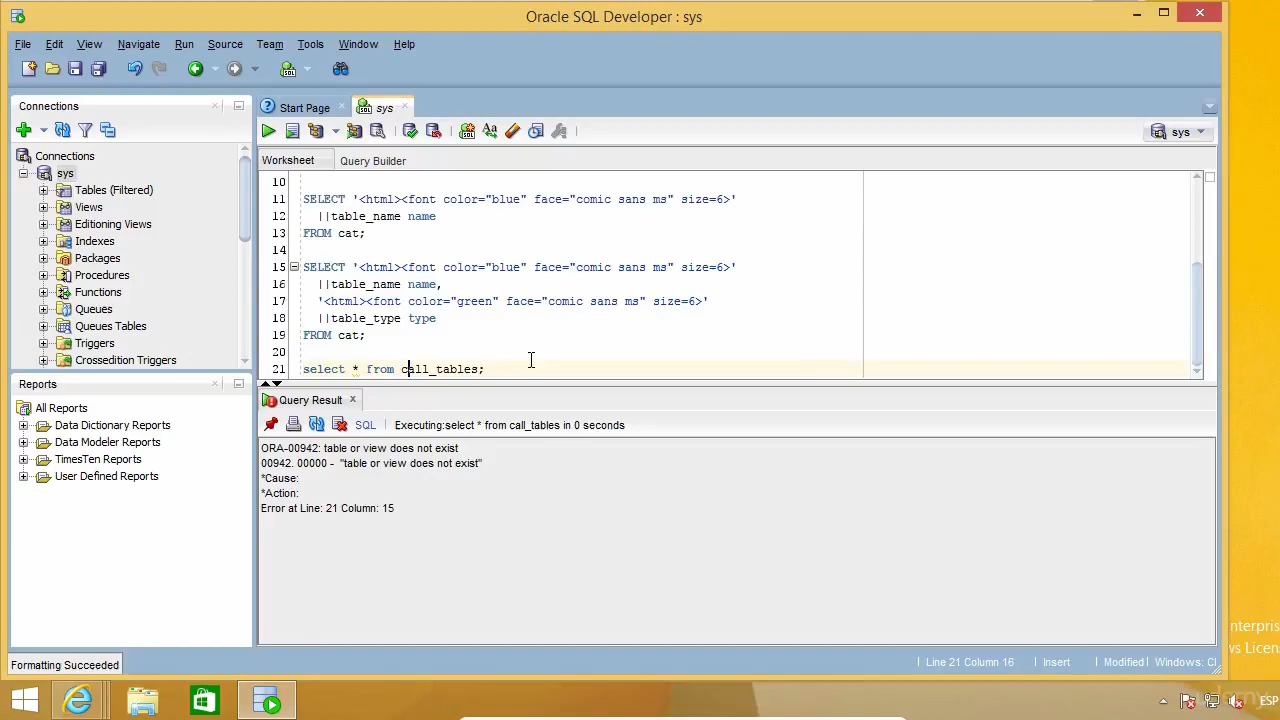 Oracle SQL Developer : sys
File Edit View Navigate Run Source Team Tools Window Help
Connections
Start Page
sys
sys
Worksheet
Query Builder
Connections
sys
Tables (Filtered)
Views
Editioning Views
Indexes
Packages
Procedures
Functions
Queues
Queues Tables
Triggers
Crossedition Triggers
10
11 SELECT '<html><font color="blue" face="comic sans ms" size=6>'
12 ||table_name name
13 FROM cat;
14
15 SELECT '<html><font color="blue" face="comic sans ms" size=6>'
16 ||table_name name,
17 '<html><font color="green" face="comic sans ms" size=6>'
18 ||table_type type
19 FROM cat;
20
21 select * from call_tables;
Reports
All Reports
Data Dictionary Reports
Data Modeler Reports
TimesTen Reports
User Defined Reports
Query Result
SQL
Executing:select * from call_tables in 0 seconds
ORA-00942: table or view does not exist
00942. 00000 - "table or view does not exist"
*Cause:
*Action:
Error at Line: 21 Column: 15
Formatting Succeeded
Line 21 Column 16
Insert
Modified
Windows: Cl
nterpris
vs Licen
ESP